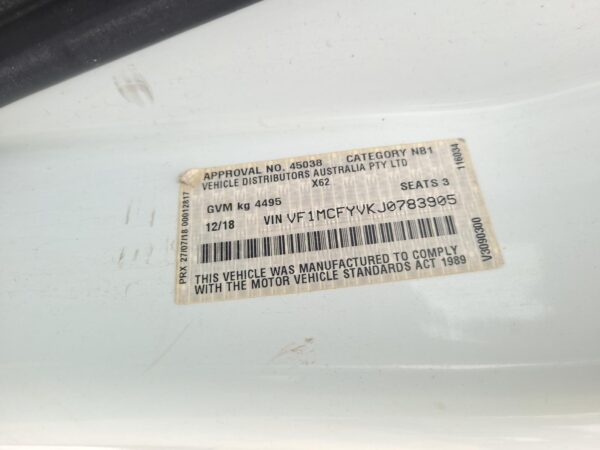 APPROVAL NO. 45038 CATEGORY NB1
VEHICLE DISTRIBUTORS AUSTRALIA PTY LTD
X62
GVM kg 4495 SEATS 3
12/18 VIN VF1MCFYVKJ0783905
THIS VEHICLE WAS MANUFACTURED TO COMPLY
WITH THE MOTOR VEHICLE STANDARDS ACT 1989
PRX 27/07/18 00012817
116034
V30090300